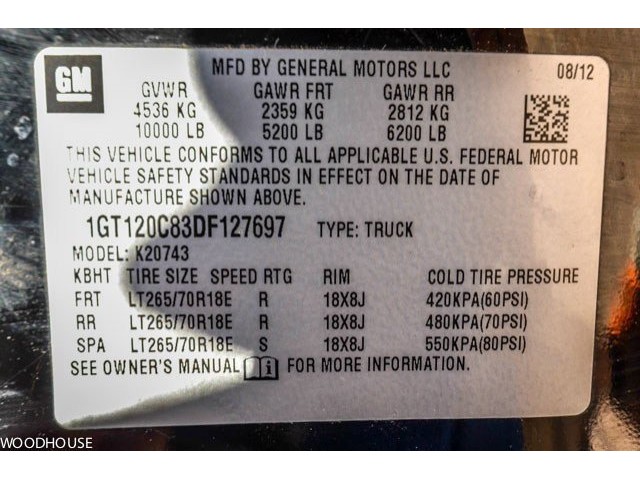 GM
MFD BY GENERAL MOTORS LLC 08/12
GVWR GAWR FRT GAWR RR
4536 KG 2359 KG 2812 KG
10000 LB 5200 LB 6200 LB
THIS VEHICLE CONFORMS TO ALL APPLICABLE U.S. FEDERAL MOTOR
VEHICLE SAFETY STANDARDS IN EFFECT ON THE DATE OF
MANUFACTURE SHOWN ABOVE.
1GT120C83DF127697 TYPE: TRUCK
MODEL: K20743
KBHT TIRE SIZE SPEED RTG RIM COLD TIRE PRESSURE
FRT LT265/70R18E R 18X8J 420KPA(60PSI)
RR LT265/70R18E R 18X8J 480KPA(70PSI)
SPA LT265/70R18E S 18X8J 550KPA(80PSI)
SEE OWNER'S MANUAL FOR MORE INFORMATION.
WOODHOUSE